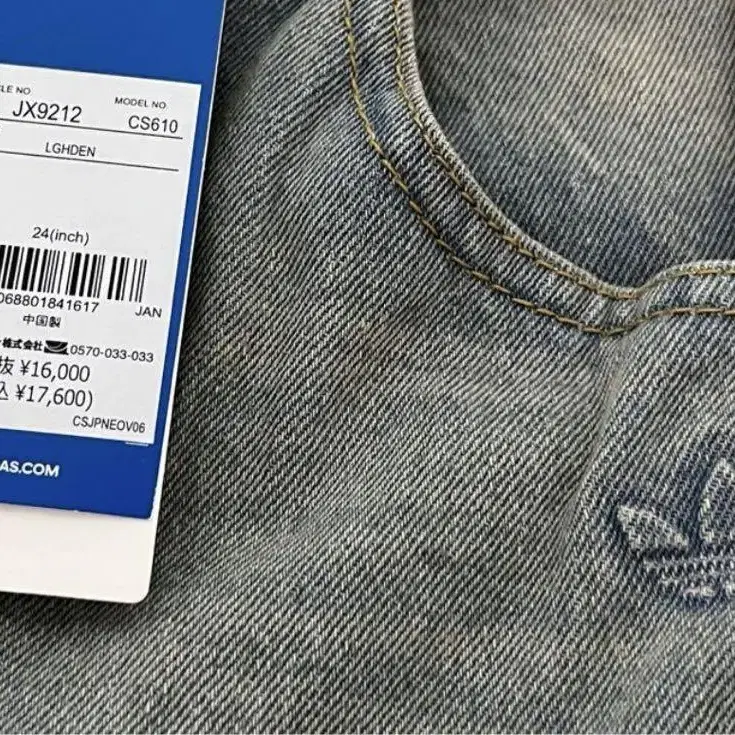 LE NO
JX9212
MODEL NO.
CS610
LGHDEN
24(inch)
068801841617
JAN
中国製
株式会社
0570-033-033
抜 ¥16,000
込 ¥17,600)
CSJPNEOV06
AS.COM